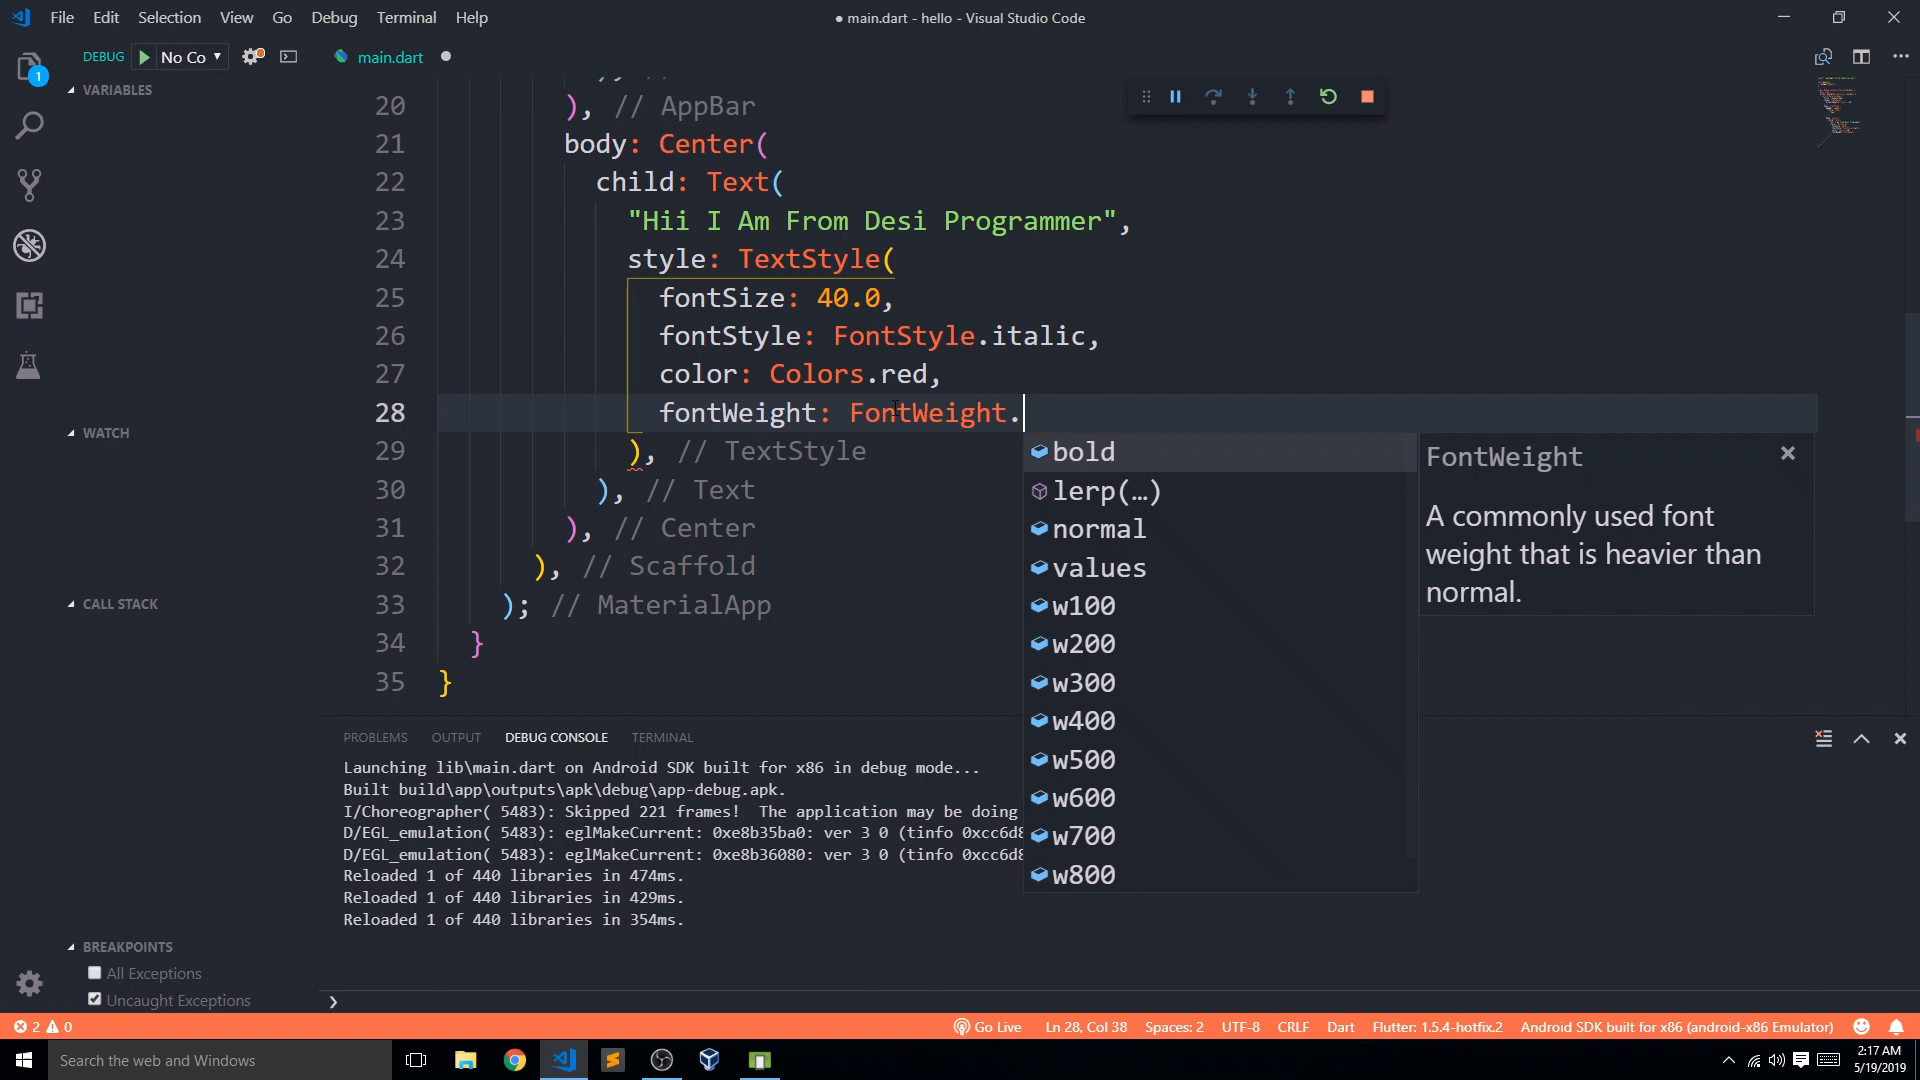 File Edit Selection View Go Debug Terminal Help
● main.dart - hello - Visual Studio Code
DEBUG No Co
main.dart
1
VARIABLES
20 ), // AppBar
21 body: Center(
22 child: Text(
23 "Hii I Am From Desi Programmer",
24 style: TextStyle(
25 fontSize: 40.0,
26 fontStyle: FontStyle.italic,
27 color: Colors.red,
28 fontWeight: FontWeight.
29 ), // TextStyle
30 ), // Text
31 ), // Center
32 ), // Scaffold
33 ); // MaterialApp
34 }
35 }
bold
lerp(…)
normal
values
w100
w200
w300
w400
w500
w600
w700
w800
FontWeight
A commonly used font
weight that is heavier than
normal.
WATCH
CALL STACK
BREAKPOINTS
All Exceptions
Uncaught Exceptions
PROBLEMS OUTPUT DEBUG CONSOLE TERMINAL
Launching lib\main.dart on Android SDK built for x86 in debug mode...
Built build\app\outputs\apk\debug\app-debug.apk.
I/Choreographer( 5483): Skipped 221 frames!  The application may be doing
D/EGL_emulation( 5483): eglMakeCurrent: 0xe8b35ba0: ver 3 0 (tinfo 0xcc6d8
D/EGL_emulation( 5483): eglMakeCurrent: 0xe8b36080: ver 3 0 (tinfo 0xcc6d8
Reloaded 1 of 440 libraries in 474ms.
Reloaded 1 of 440 libraries in 429ms.
Reloaded 1 of 440 libraries in 354ms.
2 0 Go Live Ln 28, Col 38 Spaces: 2 UTF-8 CRLF Dart Flutter: 1.5.4-hotfix.2 Android SDK built for x86 (android-x86 Emulator)
Search the web and Windows
2:17 AM
5/19/2019